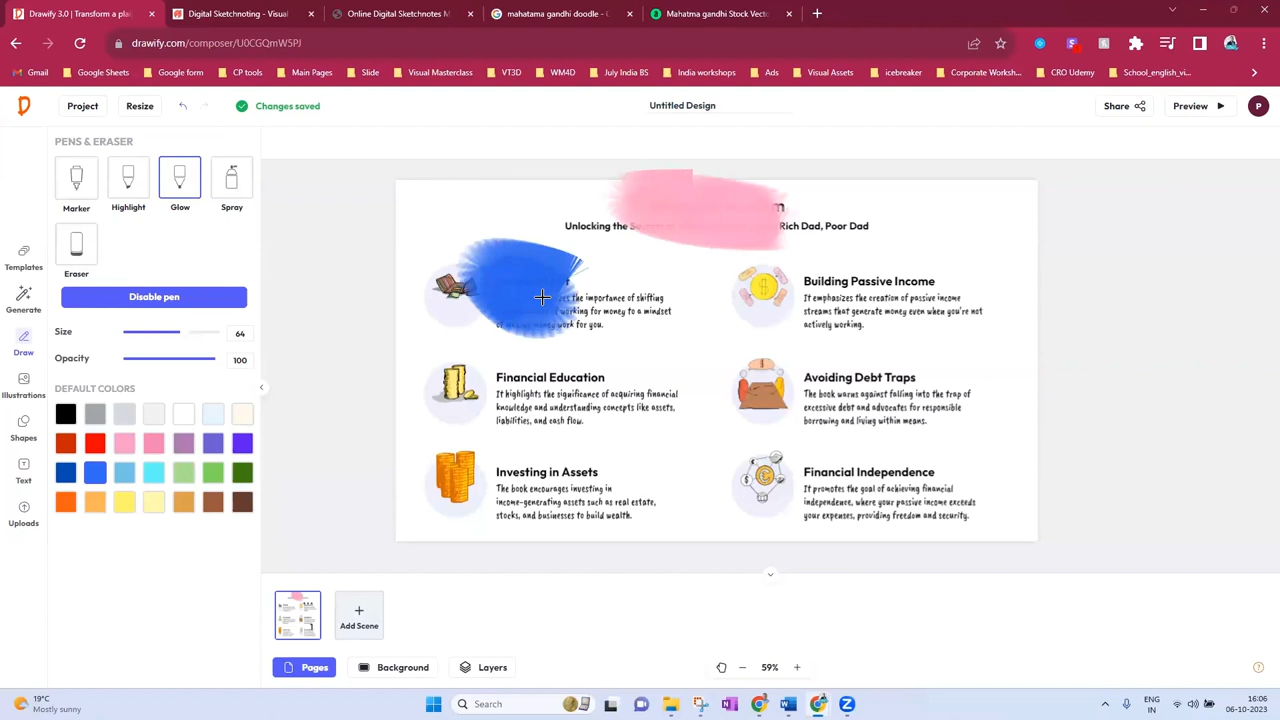 Drawify 3.0 | Transform a plai
Digital Sketchnoting - Visual
Online Digital Sketchnotes M
mahatama gandhi doodle - G
Mahatma gandhi Stock Vect
drawify.com/composer/U0CGQmW5PJ
Gmail
Google Sheets
Google form
CP tools
Main Pages
Slide
Visual Masterclass
VT3D
WM4D
July India BS
India workshops
Ads
Visual Assets
icebreaker
Corporate Worksh...
CRO Udemy
School_english_vi...
Project
Resize
Changes saved
Untitled Design
Share
Preview
P
PENS & ERASER
Marker
Highlight
Glow
Spray
Eraser
Disable pen
Size
64
Opacity
100
DEFAULT COLORS
Templates
Generate
Draw
Illustrations
Shapes
Text
Uploads
Unlocking the Rich Dad, Poor Dad
the importance of shifting
working for money to a mindset
work for you.
Building Passive Income
It emphasizes the creation of passive income
streams that generate money even when you're not
actively working.
Financial Education
It highlights the significance of acquiring financial
knowledge and understanding concepts like assets,
liabilities, and cash flow.
Avoiding Debt Traps
The book warns against falling into the trap of
excessive debt and advocates for responsible
borrowing and living within means.
Investing in Assets
The book encourages investing in
income-generating assets such as real estate,
stocks, and businesses to build wealth.
Financial Independence
It promotes the goal of achieving financial
independence, where your passive income exceeds
your expenses, providing freedom and security.
Add Scene
Pages
Background
Layers
59%
19°C
Mostly sunny
Search
ENG
IN
16:06
06-10-2023